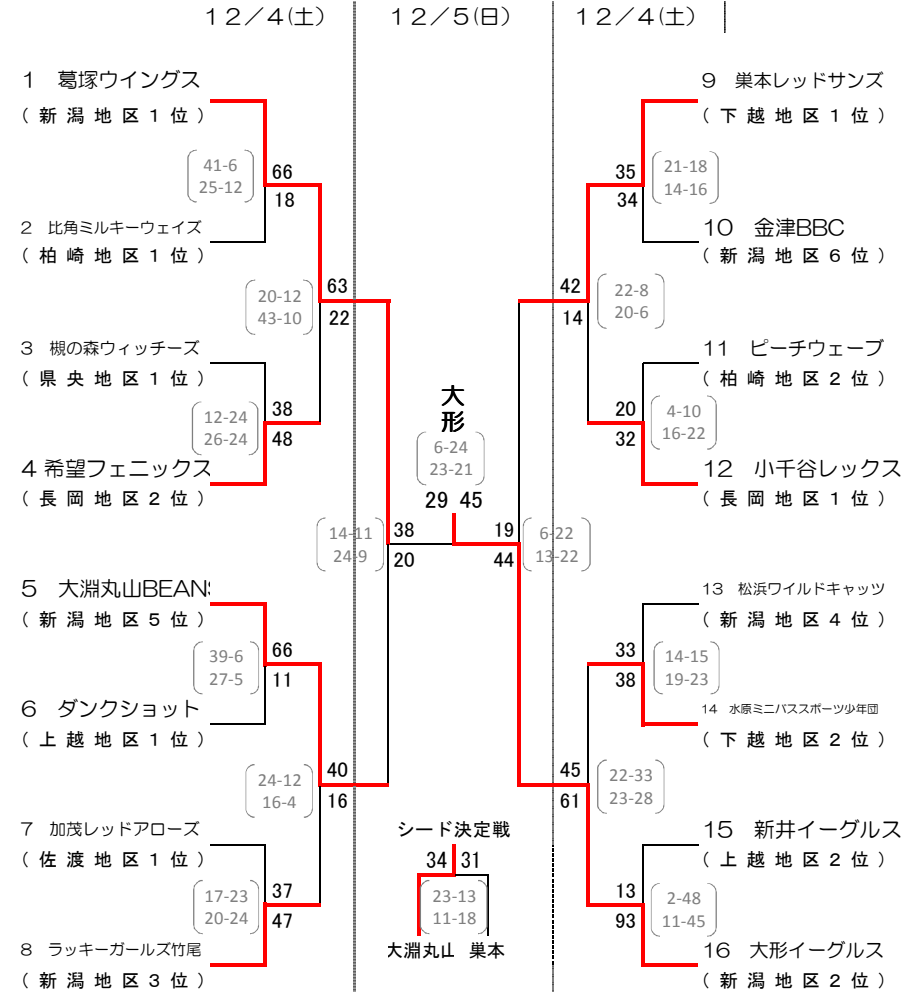 12／4(土)
12／5(日)
12／4(土)
1 葛塚ウイングス
(新潟地区1位)
41-6
25-12
66
18
2 比角ミルキーウェイズ
(柏崎地区1位)
20-12
43-10
63
22
3 槻の森ウィッチーズ
(県央地区1位)
12-24
26-24
38
48
4 希望フェニックス
(長岡地区2位)
14-11
24-9
38
20
5 大淵丸山BEANS
(新潟地区5位)
39-6
27-5
66
11
6 ダンクショット
(上越地区1位)
24-12
16-4
40
16
7 加茂レッドアローズ
(佐渡地区1位)
17-23
20-24
37
47
8 ラッキーガールズ竹尾
(新潟地区3位)
大形
6-24
23-21
29 45
シード決定戦
34 31
23-13
11-18
大淵丸山 巣本
9 巣本レッドサンズ
(下越地区1位)
35
34
21-18
14-16
10 金津BBC
(新潟地区6位)
42
14
22-8
20-6
11 ピーチウェーブ
(柏崎地区2位)
20
32
4-10
16-22
12 小千谷レックス
(長岡地区1位)
19
44
6-22
13-22
13 松浜ワイルドキャッツ
(新潟地区4位)
33
38
14-15
19-23
14 水原ミニバススポーツ少年団
(下越地区2位)
45
61
22-33
23-28
15 新井イーグルス
(上越地区2位)
13
93
2-48
11-45
16 大形イーグルス
(新潟地区2位)